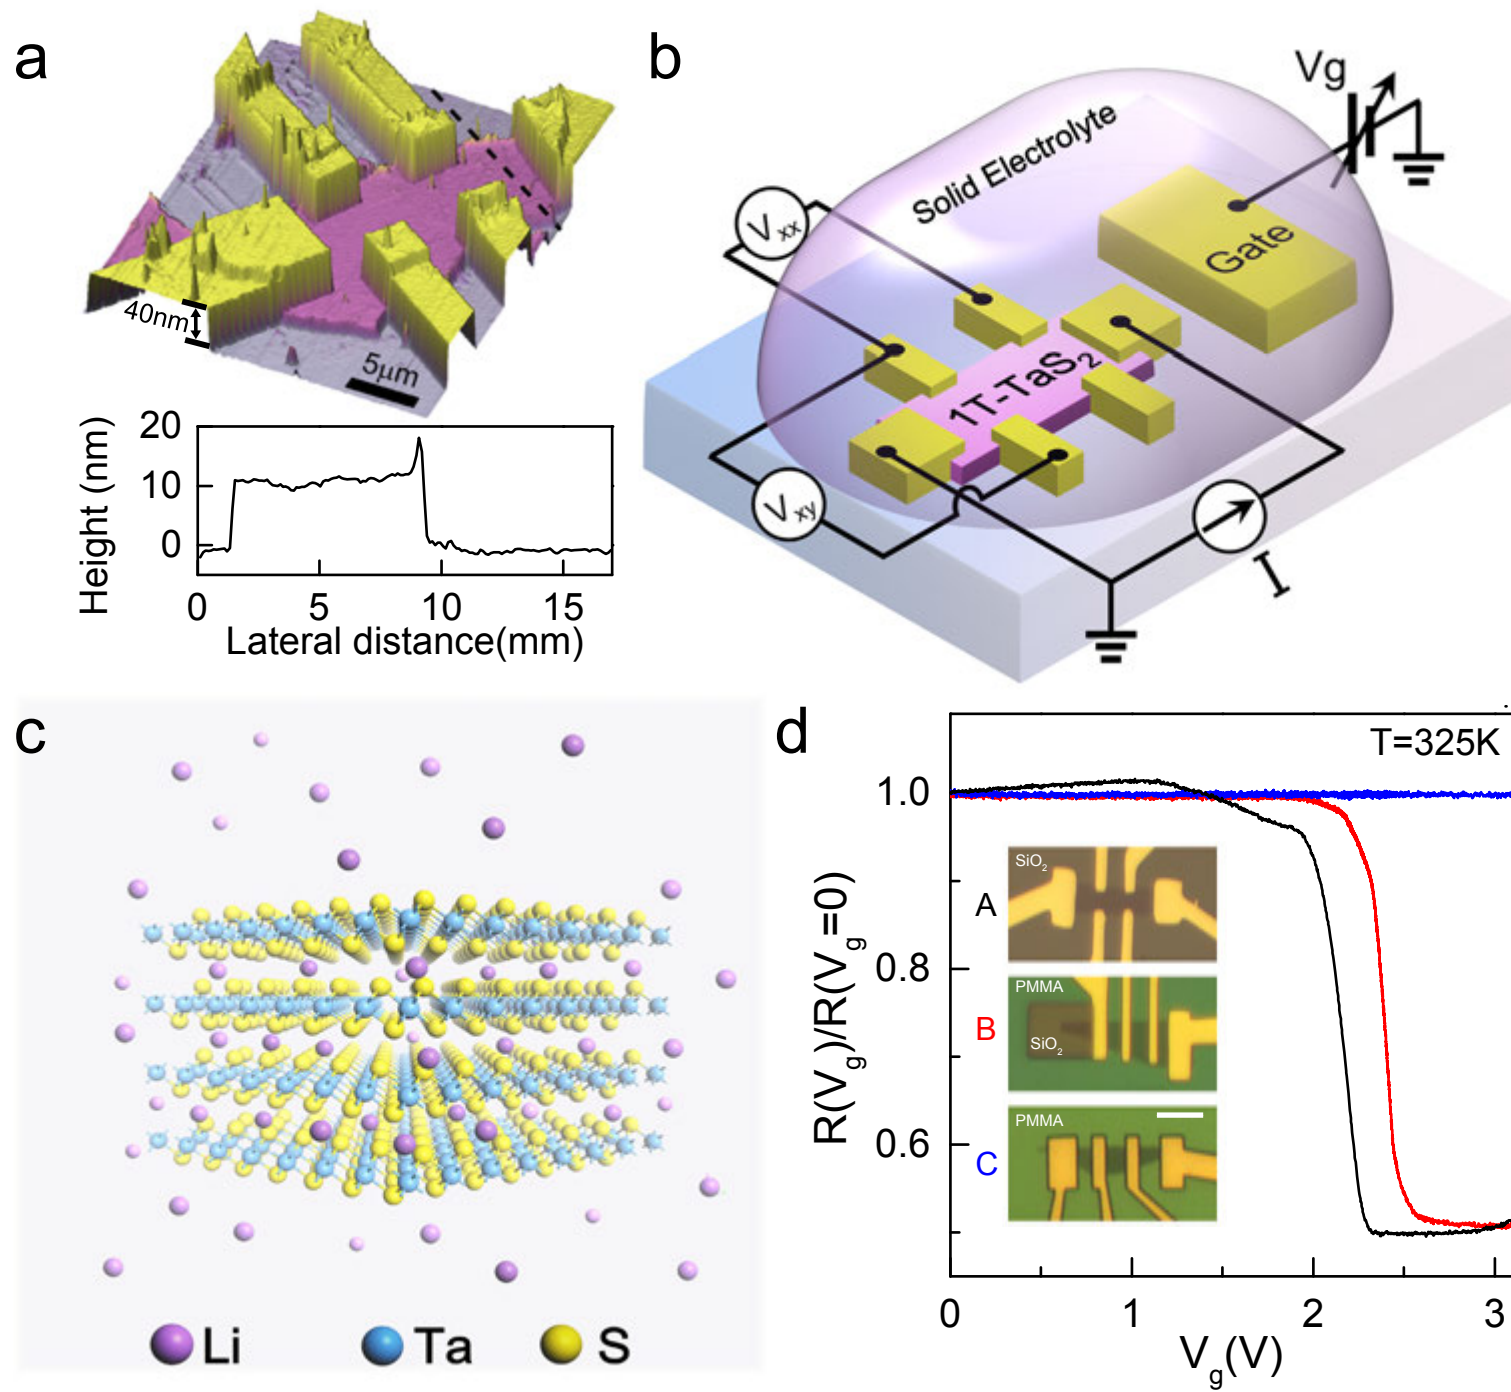 a
40nm
5μm
20
10
0
Height (nm)
0 5 10 15
Lateral distance(mm)
b
Vg
Solid Electrolyte
Gate
Vxx
1T-TaS2
Vxy
I
c
Li Ta S
d
T=325K
1.0
0.8
0.6
R(Vg)/R(Vg=0)
A
SiO2
B
PMMA
SiO2
C
PMMA
0 1 2 3
Vg(V)